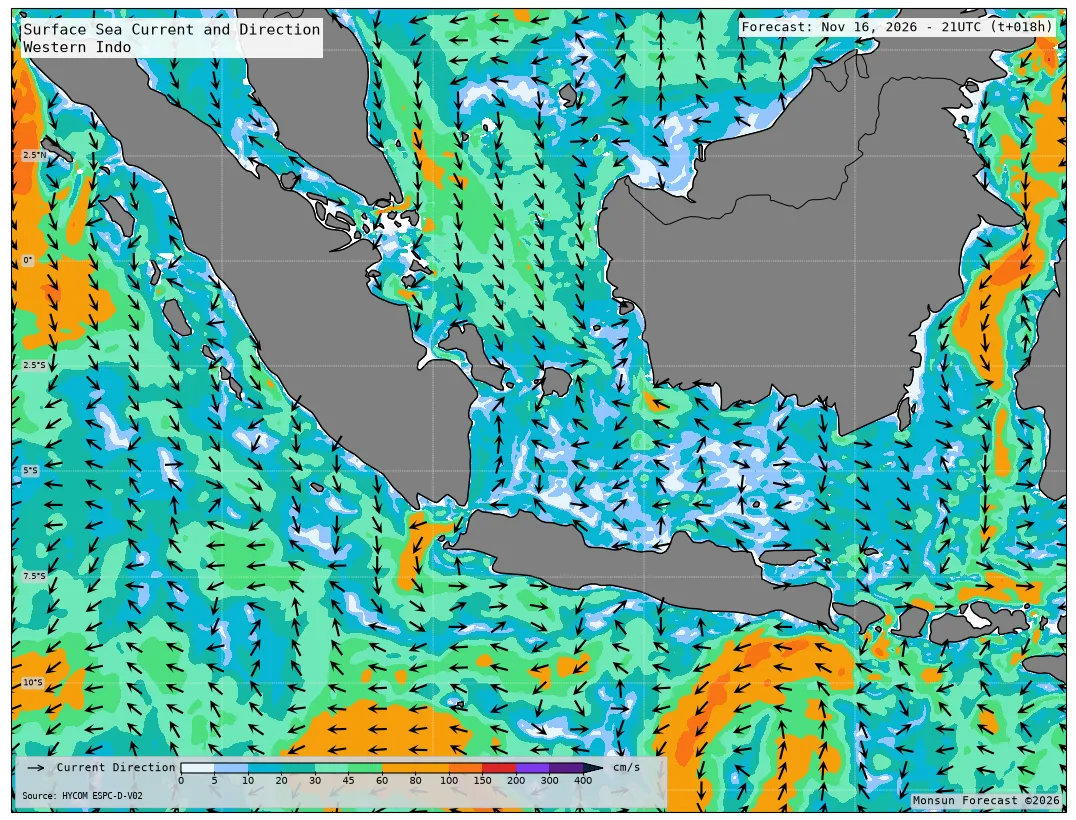 Surface Sea Current and Direction
Western Indo
Forecast: Nov 16, 2026 - 21UTC (t+018h)
2.5°N
0°
2.5°S
5°S
7.5°S
10°S
Current Direction
0 5 10 20 30 45 60 80 100 150 200 300 400 cm/s
Source: HYCOM ESPC-D-V02
Monsun Forecast ©2026